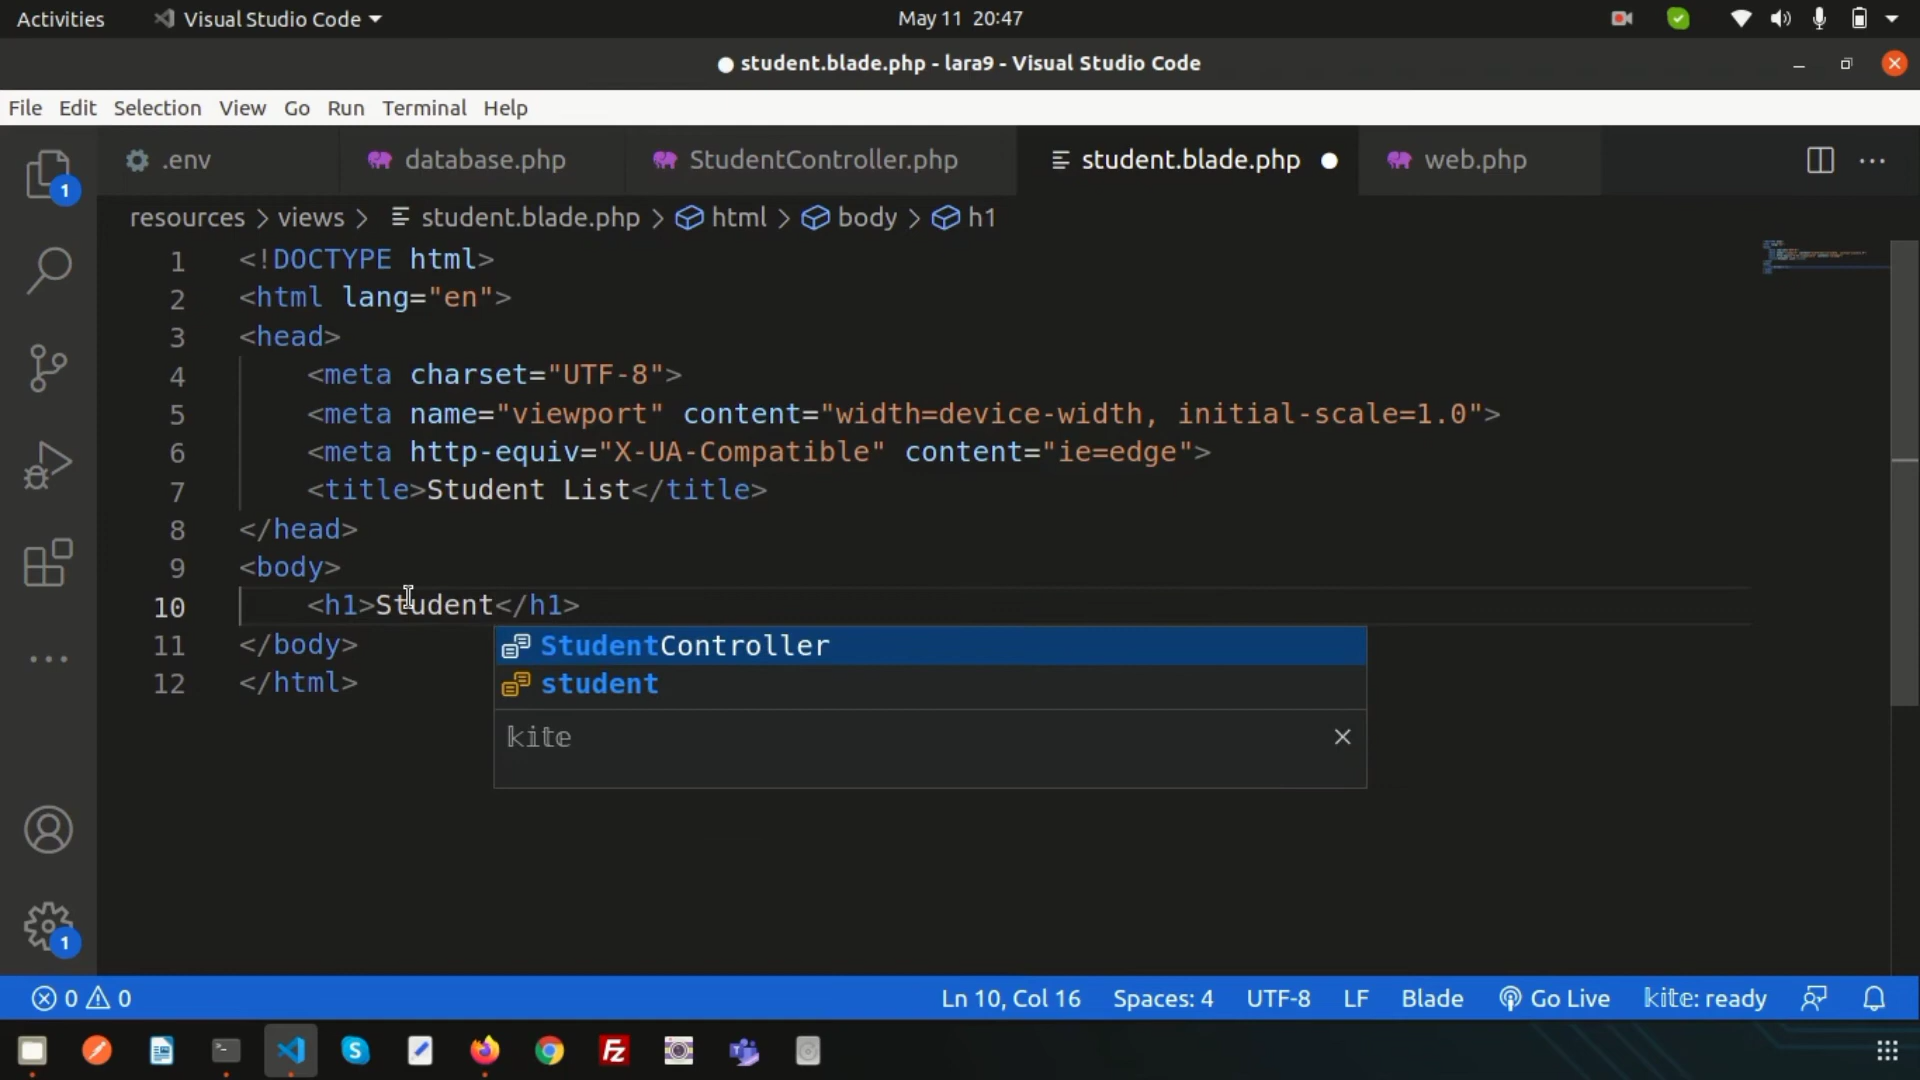 Activities Visual Studio Code May 11 20:47
student.blade.php - lara9 - Visual Studio Code
File Edit Selection View Go Run Terminal Help
1 .env database.php StudentController.php student.blade.php web.php
resources > views > student.blade.php > html > body > h1
1 <!DOCTYPE html>
2 <html lang="en">
3 <head>
4 <meta charset="UTF-8">
5 <meta name="viewport" content="width=device-width, initial-scale=1.0">
6 <meta http-equiv="X-UA-Compatible" content="ie=edge">
7 <title>Student List</title>
8 </head>
9 <body>
10 <h1>Student</h1>
11 </body>
StudentController
12 </html>
student
kite
1
0 0 Ln 10, Col 16 Spaces: 4 UTF-8 LF Blade Go Live kite: ready
S Fz